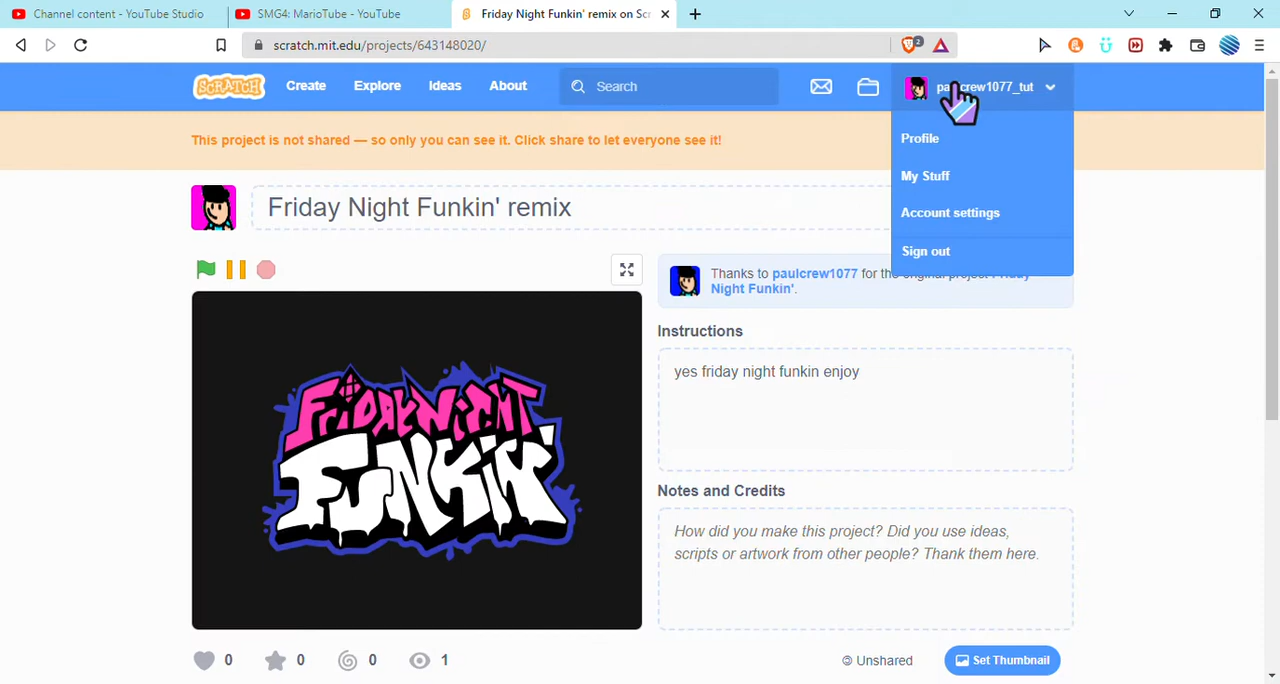 Channel content - YouTube Studio
SMG4: MarioTube - YouTube
Friday Night Funkin' remix on Scr
scratch.mit.edu/projects/643148020/
2
SCRATCH
Create
Explore
Ideas
About
Search
paulcrew1077_tut
This project is not shared — so only you can see it. Click share to let everyone see it!
Profile
My Stuff
Account settings
Sign out
Friday Night Funkin' remix
Thanks to paulcrew1077 for the original project Friday
Night Funkin'.
Instructions
yes friday night funkin enjoy
FRIDAY NIGHT
FUNKIN'
Notes and Credits
How did you make this project? Did you use ideas,
scripts or artwork from other people? Thank them here.
0
0
0
1
Unshared
Set Thumbnail